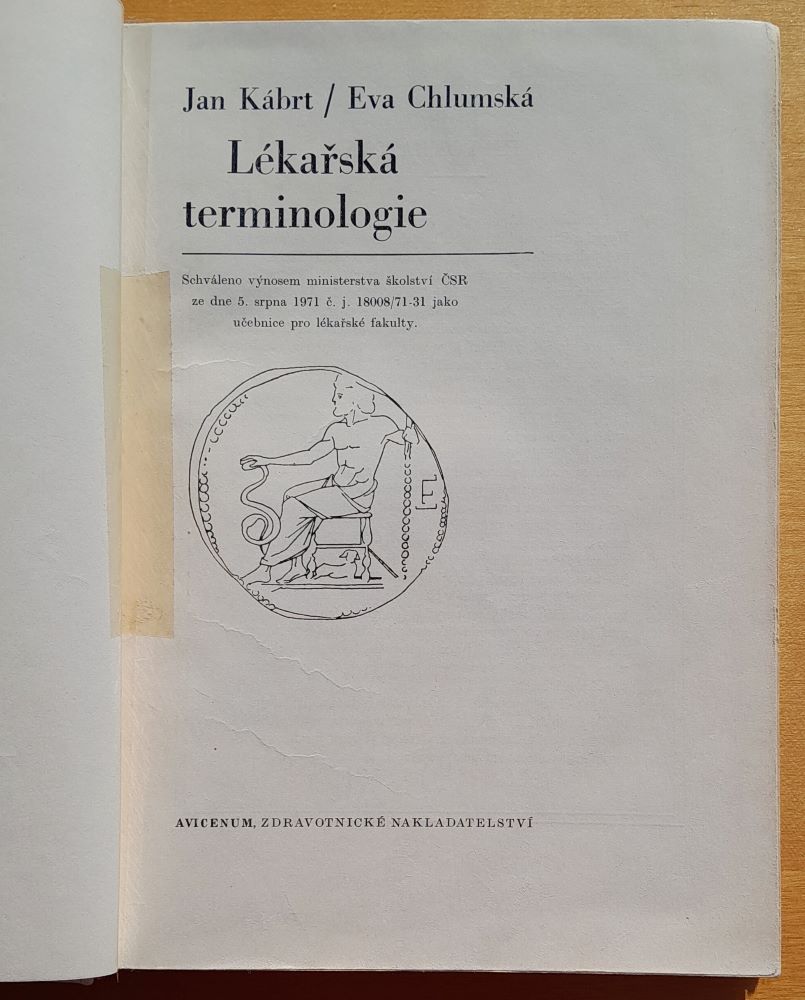 Jan Kábrt / Eva Chlumská
Lékařská
terminologie
Schváleno výnosem ministerstva školství ČSR
ze dne 5. srpna 1971 č. j. 18008/71-31 jako
učebnice pro lékařské fakulty.
E
AVICENUM, ZDRAVOTNICKÉ NAKLADATELSTVÍ